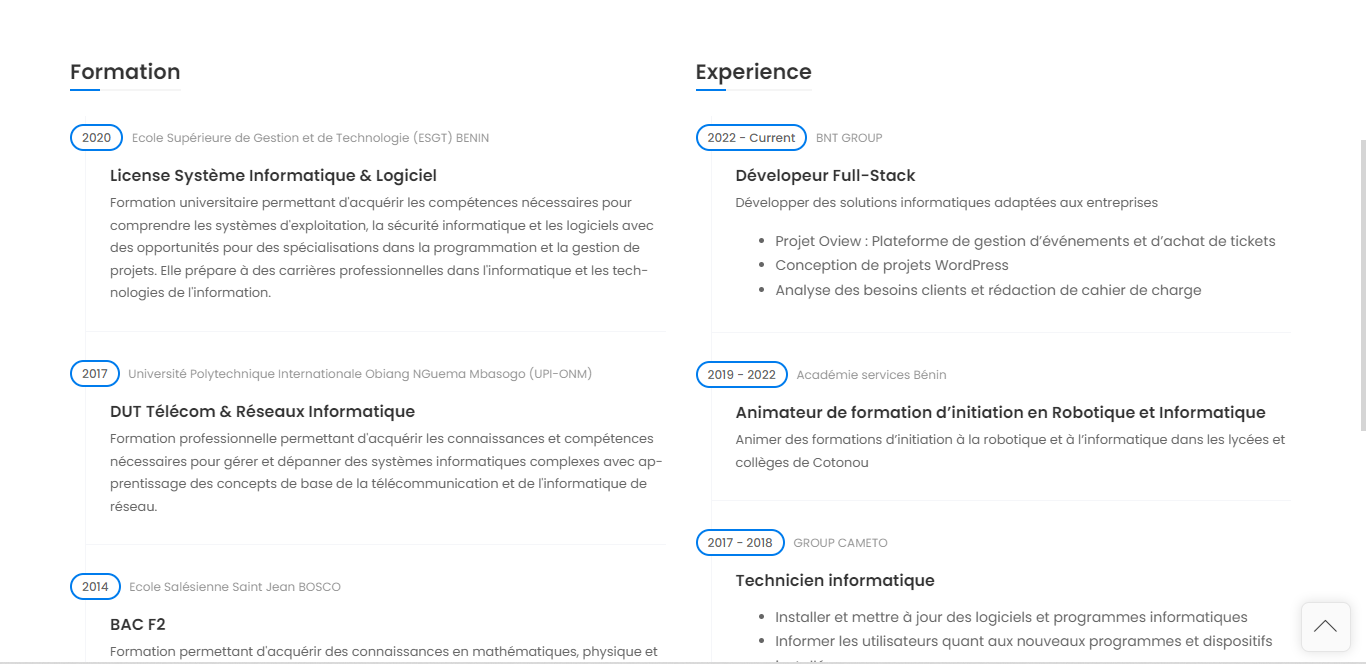 Formation
2020 Ecole Supérieure de Gestion et de Technologie (ESGT) BENIN
License Système Informatique & Logiciel
Formation universitaire permettant d'acquérir les compétences nécessaires pour
comprendre les systèmes d'exploitation, la sécurité informatique et les logiciels avec
des opportunités pour des spécialisations dans la programmation et la gestion de
projets. Elle prépare à des carrières professionnelles dans l'informatique et les tech-
nologies de l'information.
2017 Université Polytechnique Internationale Obiang NGuema Mbasogo (UPI-ONM)
DUT Télécom & Réseaux Informatique
Formation professionnelle permettant d'acquérir les connaissances et compétences
nécessaires pour gérer et dépanner des systèmes informatiques complexes avec ap-
prentissage des concepts de base de la télécommunication et de l'informatique de
réseau.
2014 Ecole Salésienne Saint Jean BOSCO
BAC F2
Formation permettant d'acquérir des connaissances en mathématiques, physique et
Experience
2022 - Current BNT GROUP
Dévelopeur Full-Stack
Développer des solutions informatiques adaptées aux entreprises
• Projet Oview : Plateforme de gestion d’événements et d’achat de tickets
• Conception de projets WordPress
• Analyse des besoins clients et rédaction de cahier de charge
2019 - 2022 Académie services Bénin
Animateur de formation d’initiation en Robotique et Informatique
Animer des formations d’initiation à la robotique et à l’informatique dans les lycées et
collèges de Cotonou
2017 - 2018 GROUP CAMETO
Technicien informatique
• Installer et mettre à jour des logiciels et programmes informatiques
• Informer les utilisateurs quant aux nouveaux programmes et dispositifs